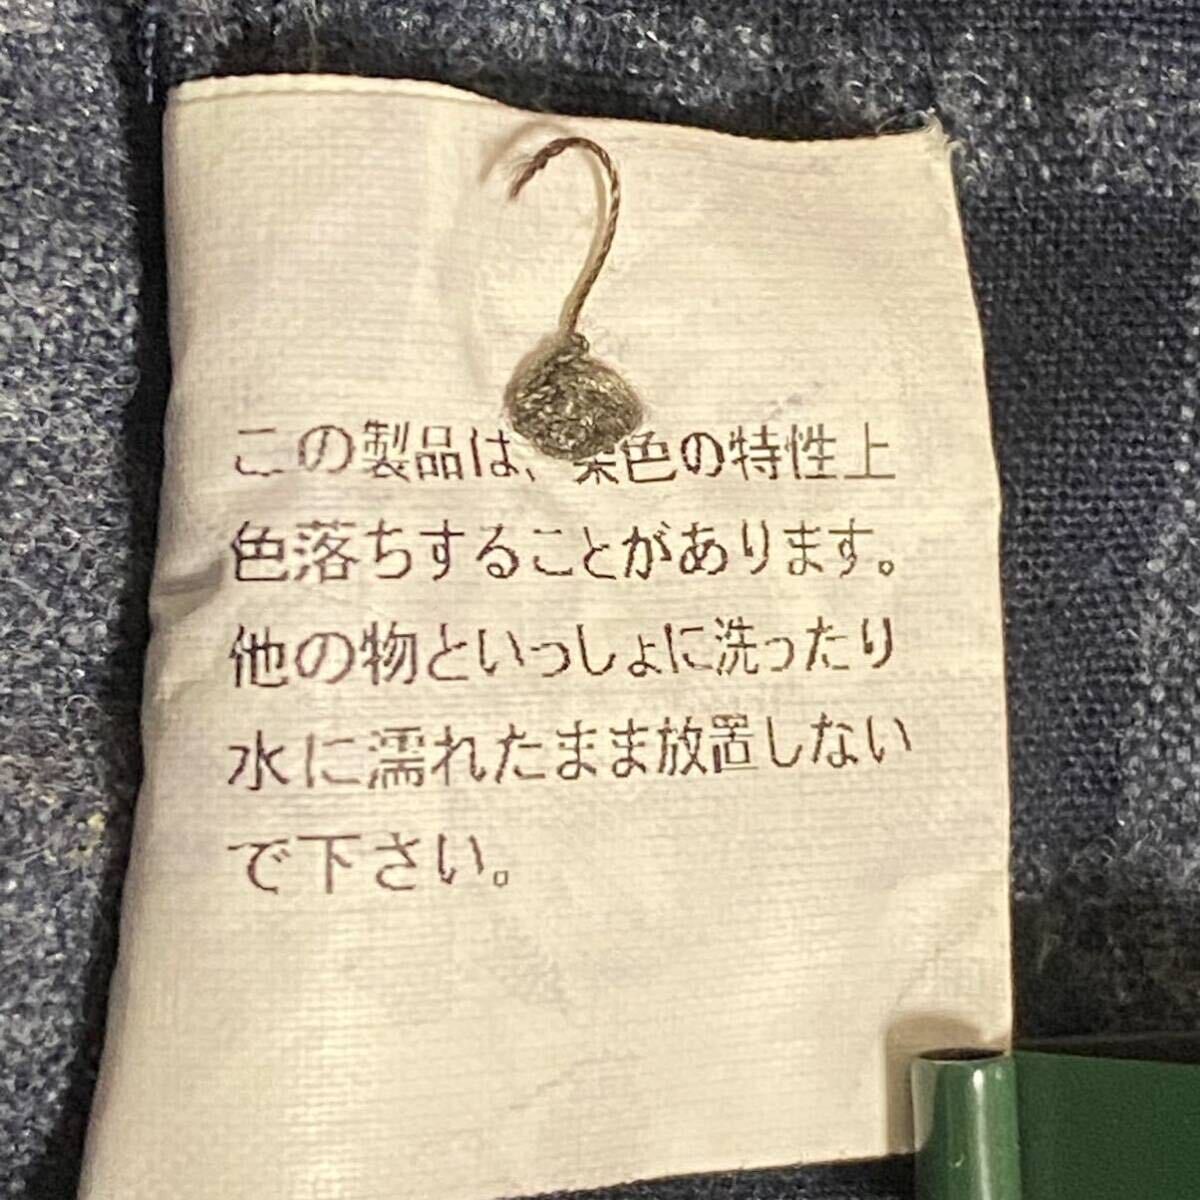 この製品は、染色の特性上
色落ちすることがあります。
他の物といっしょに洗ったり
水に濡れたまま放置しない
で下さい。